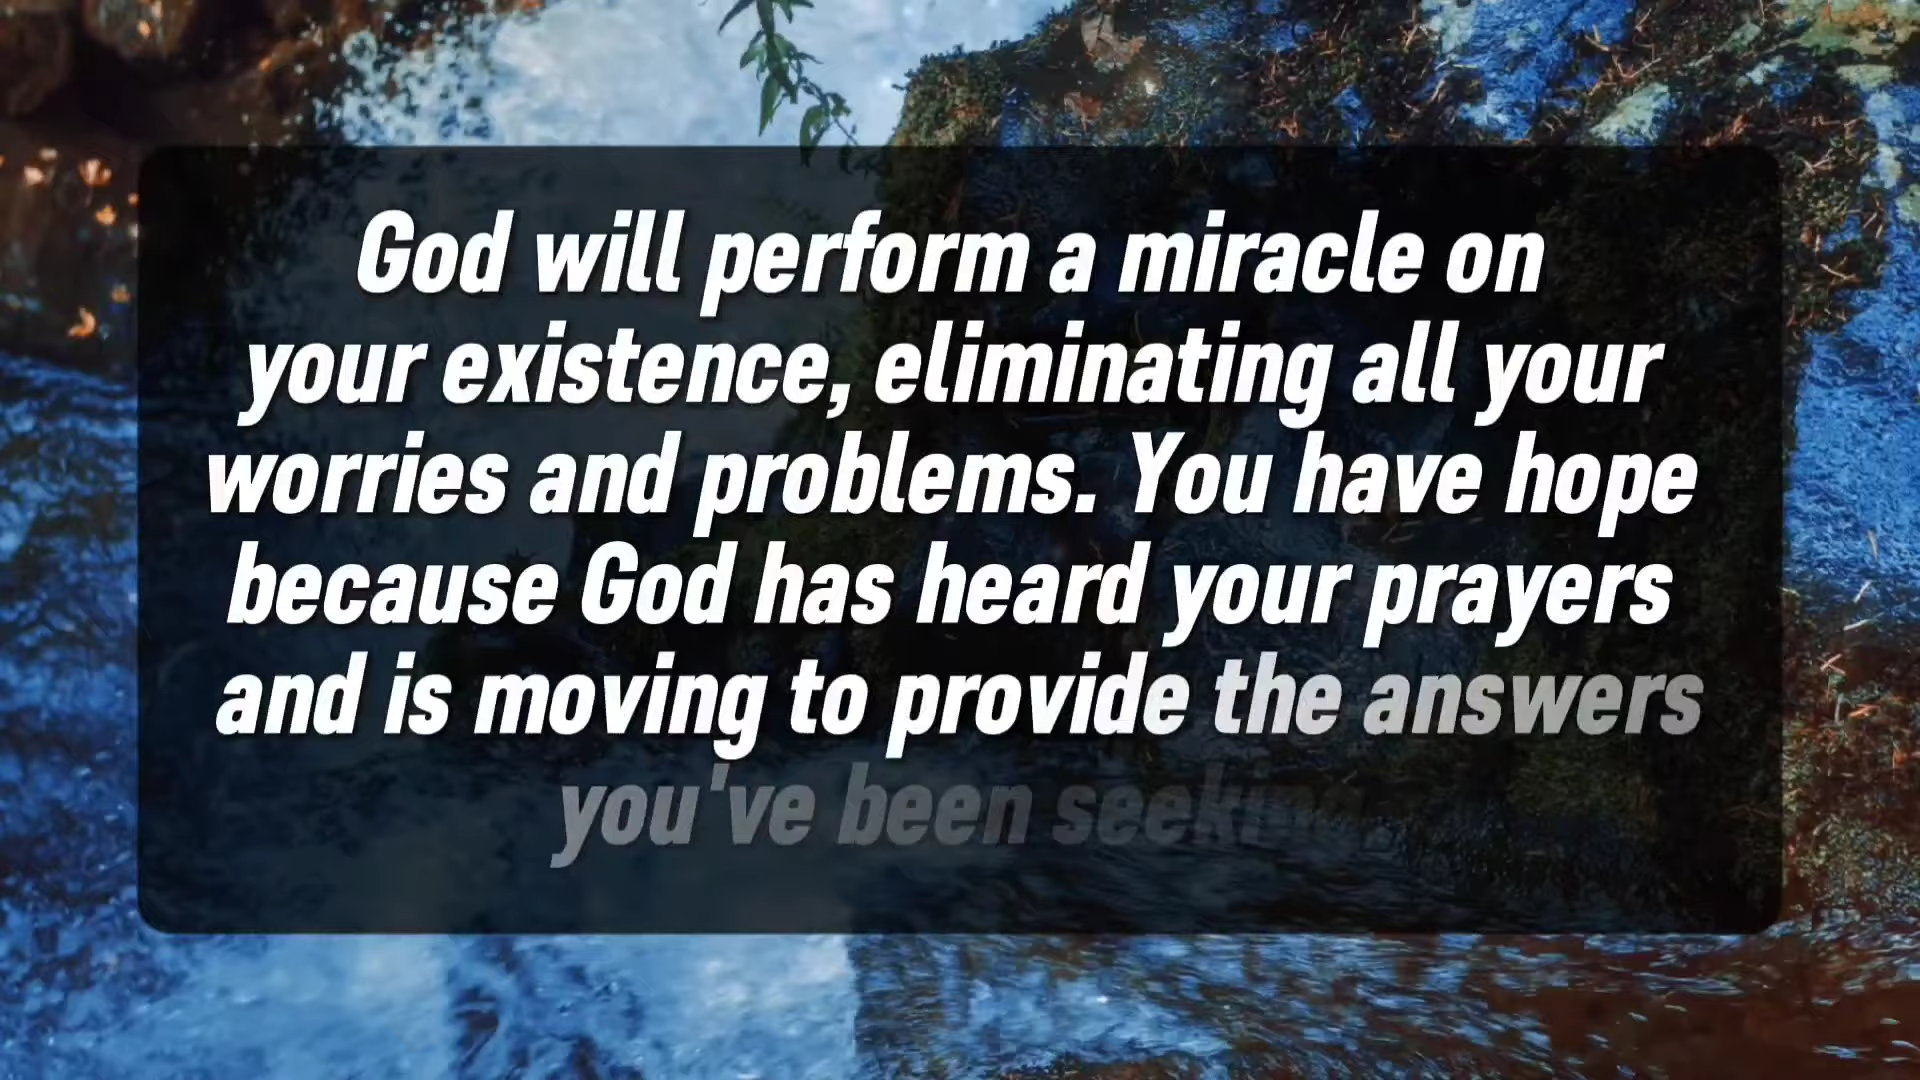 God will perform a miracle on
your existence, eliminating all your
worries and problems. You have hope
because God has heard your prayers
and is moving to provide the answers
you've been seeking.